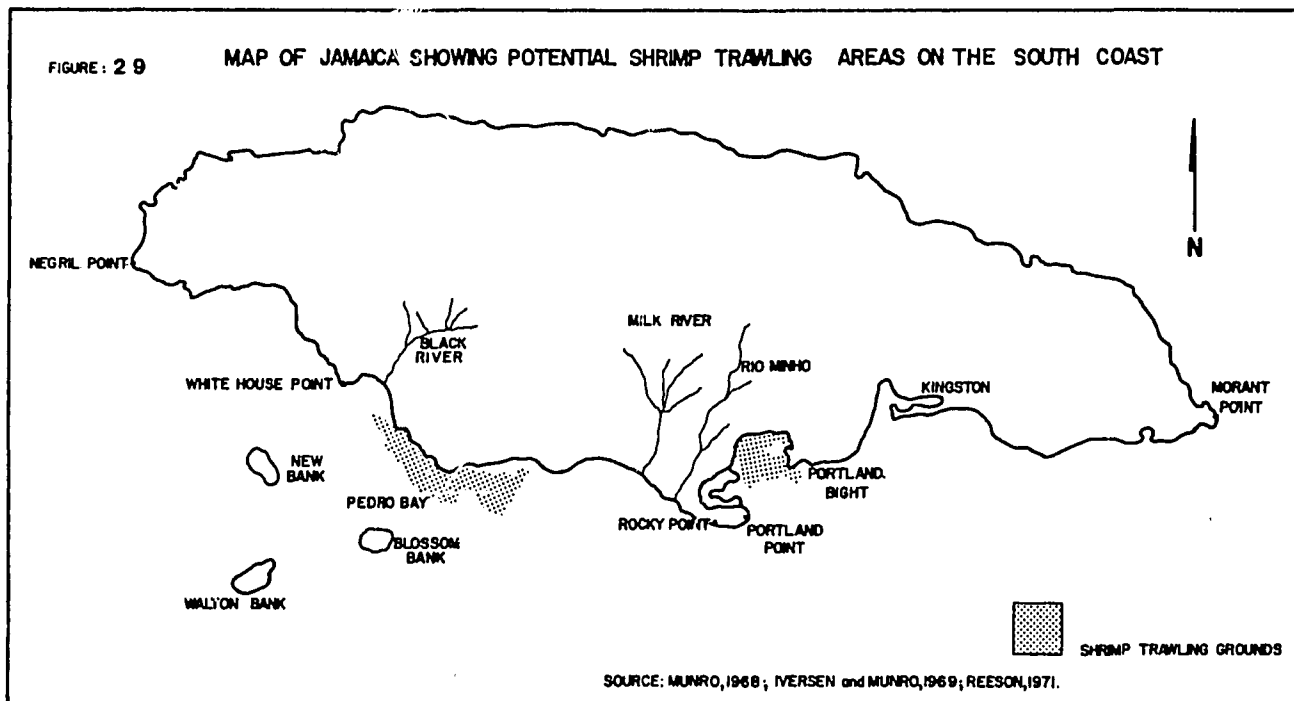 FIGURE: 29
MAP OF JAMAICA SHOWING POTENTIAL SHRIMP TRAWLING AREAS ON THE SOUTH COAST
N
NEGRIL POINT
BLACK
RIVER
MILK RIVER
RIO MINHO
WHITE HOUSE POINT
KINGSTON
MORANT
POINT
NEW
BANK
PEDRO BAY
PORTLAND
BIGHT
ROCKY POINT
PORTLAND
POINT
BLOSSOM
BANK
WALTON BANK
SHRIMP TRAWLING GROUNDS
SOURCE: MUNRO,1968; IVERSEN and MUNRO,1969; REESON,1971.